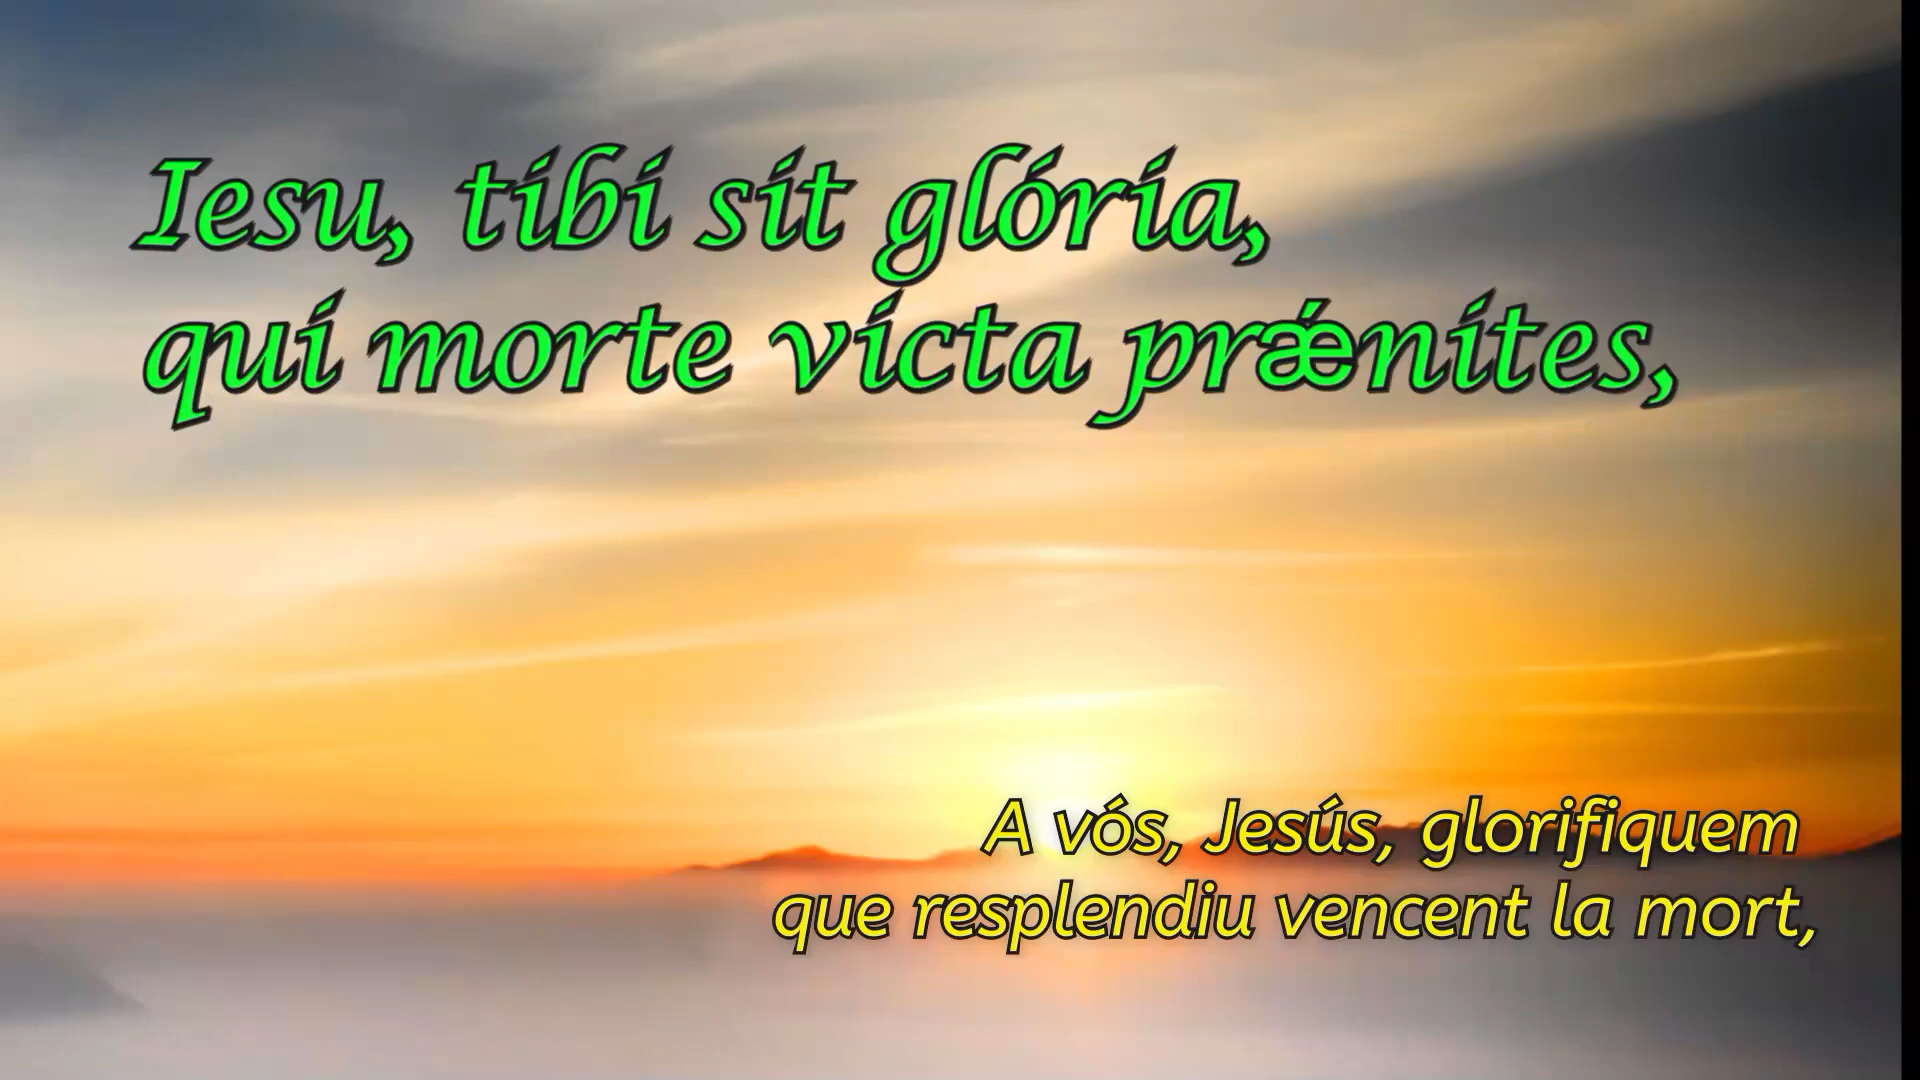 Iesu, tibi sit glória,
qui morte victa prǽnites,
A vós, Jesús, glorifiquem
que resplendiu vencent la mort,